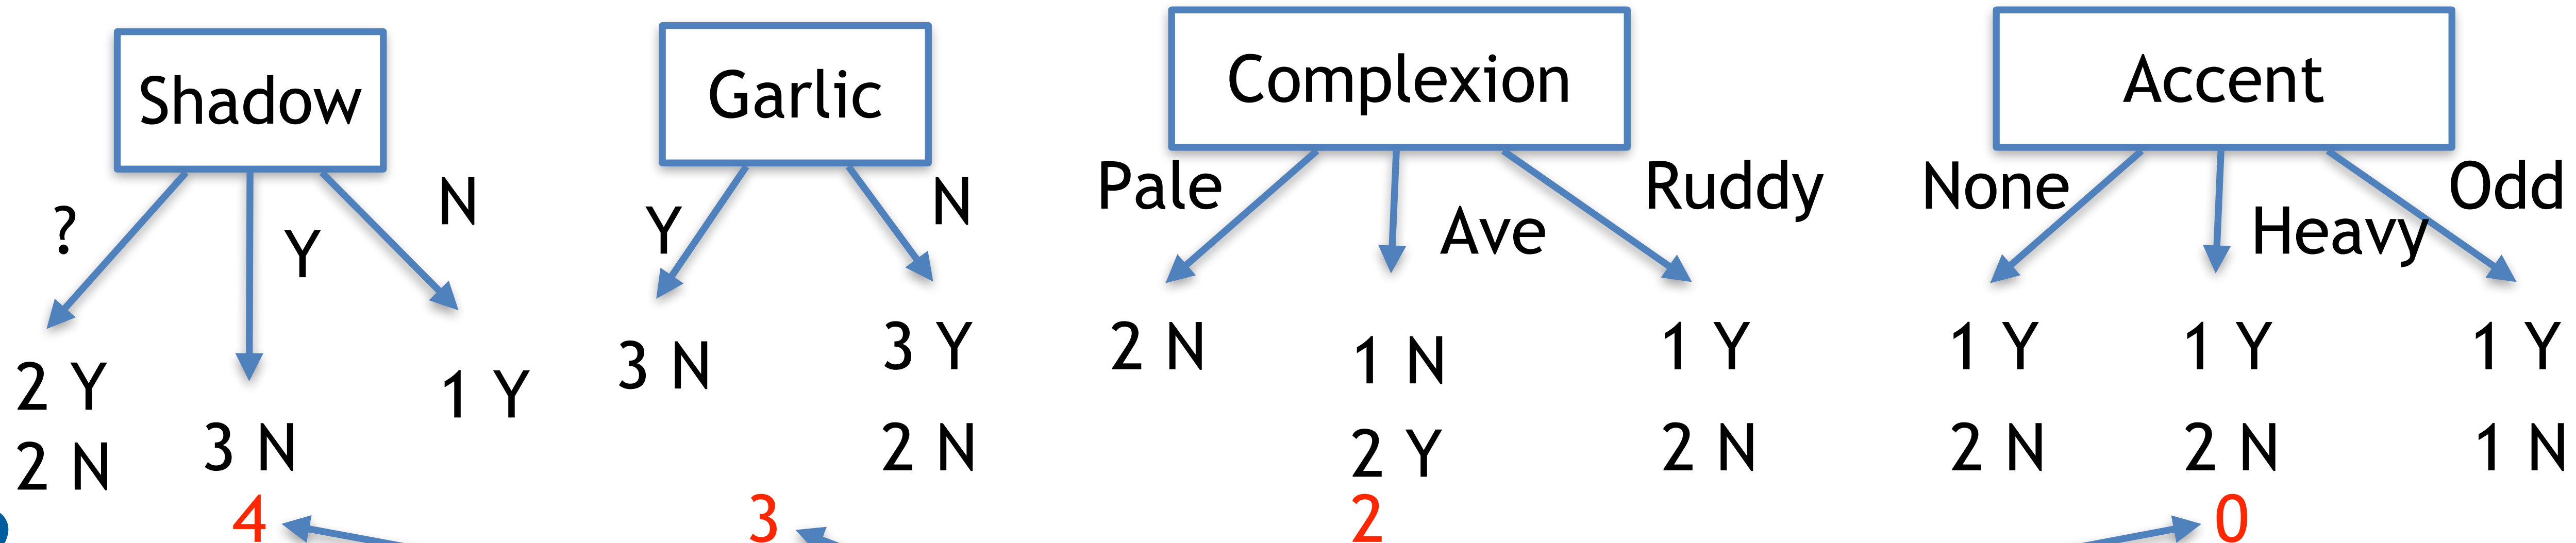 Shadow Garlic Complexion Accent
? Y N Y N Pale Ave Ruddy None Heavy Odd
2 Y 3 N 1 Y 3 N 3 Y 2 N 1 N 1 Y 1 Y 1 Y 1 Y
2 N 2 N 2 Y 2 N 2 N 2 N 1 N
4 3 2 0